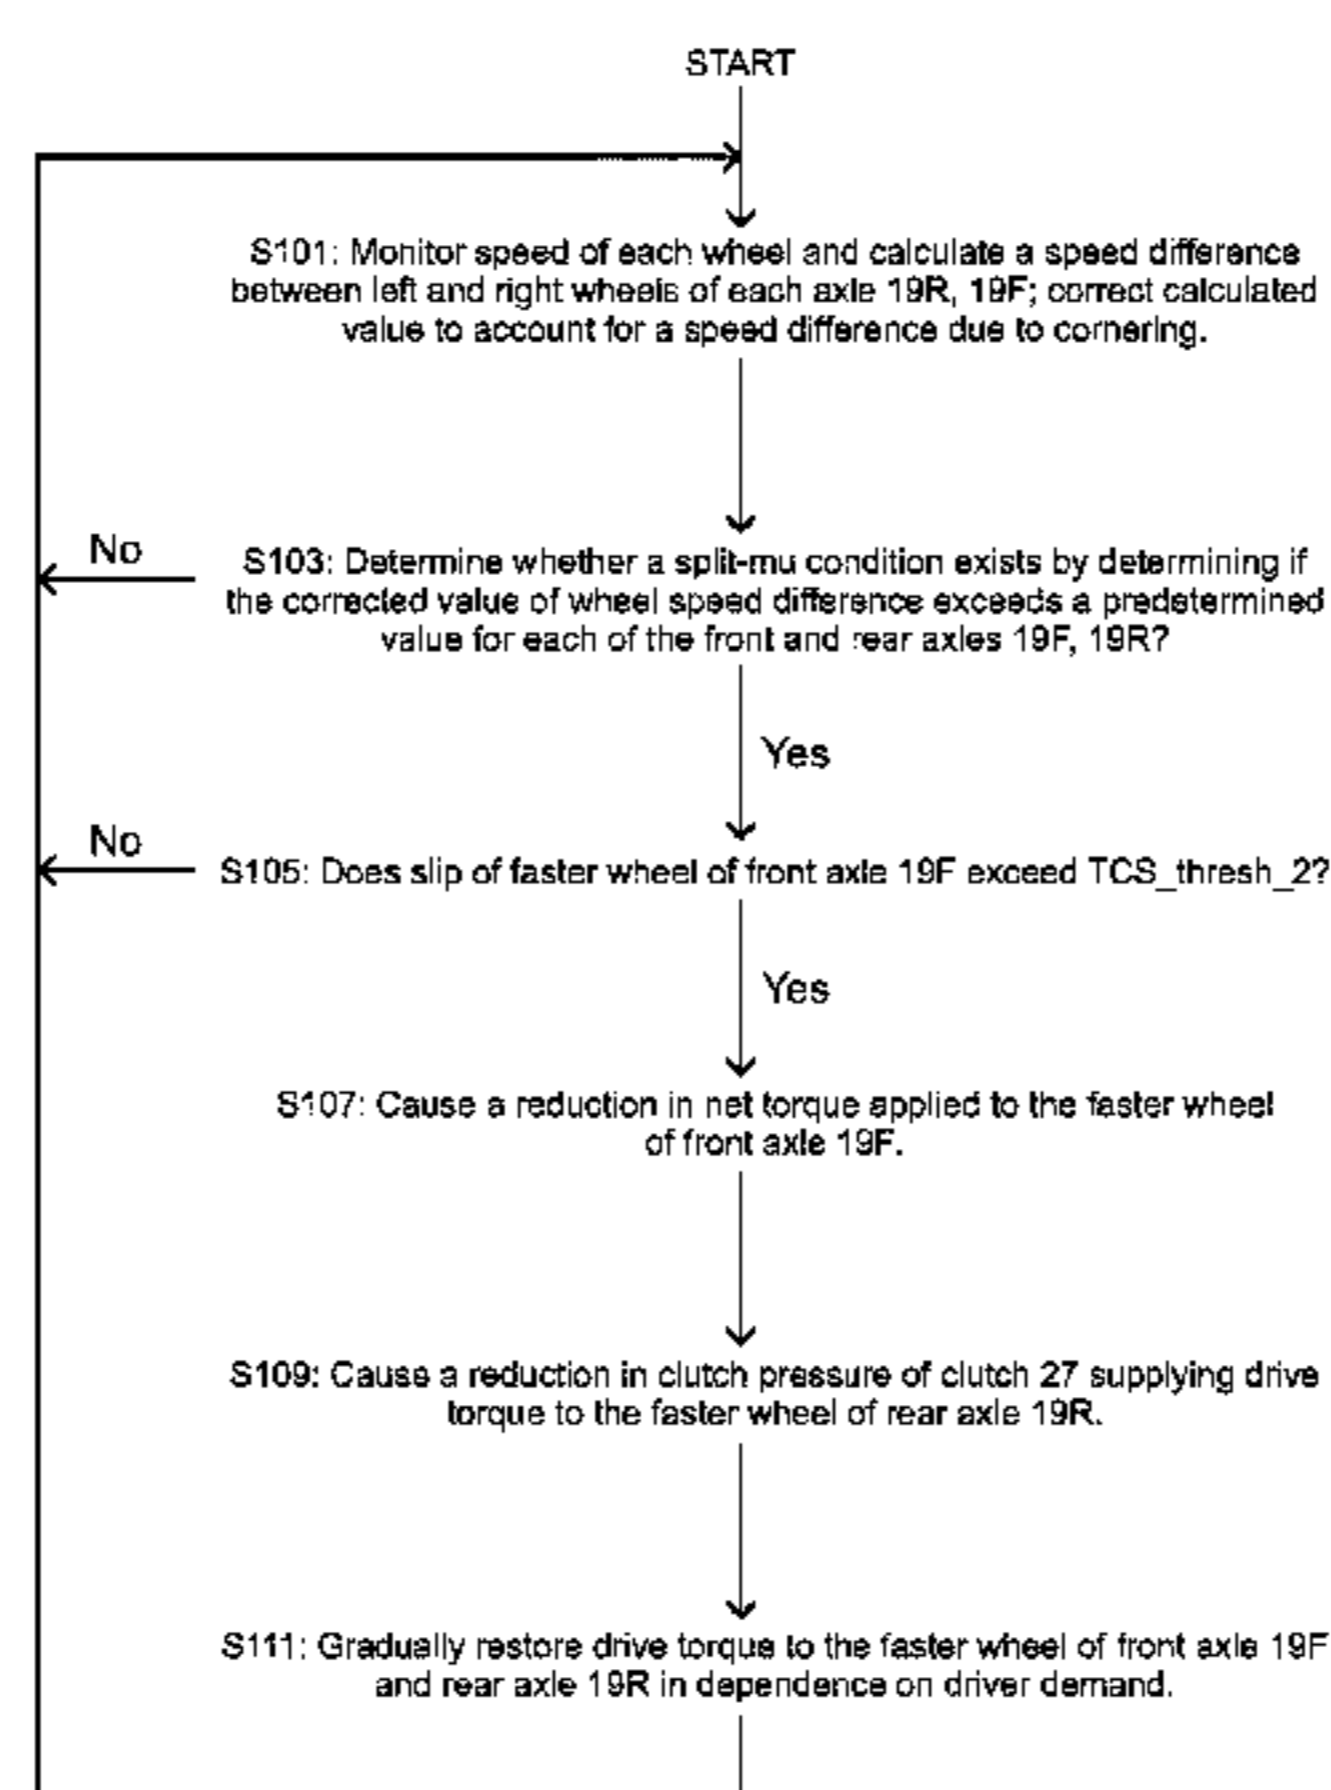 START
S101: Monitor speed of each wheel and calculate a speed difference
between left and right wheels of each axle 19R, 19F; correct calculated
value to account for a speed difference due to cornering.
No
S103: Determine whether a split-mu condition exists by determining if
the corrected value of wheel speed difference exceeds a predetermined
value for each of the front and rear axles 19F, 19R?
Yes
No
S105: Does slip of faster wheel of front axle 19F exceed TCS_thresh_2?
Yes
S107: Cause a reduction in net torque applied to the faster wheel
of front axle 19F.
S109: Cause a reduction in clutch pressure of clutch 27 supplying drive
torque to the faster wheel of rear axle 19R.
S111: Gradually restore drive torque to the faster wheel of front axle 19F
and rear axle 19R in dependence on driver demand.